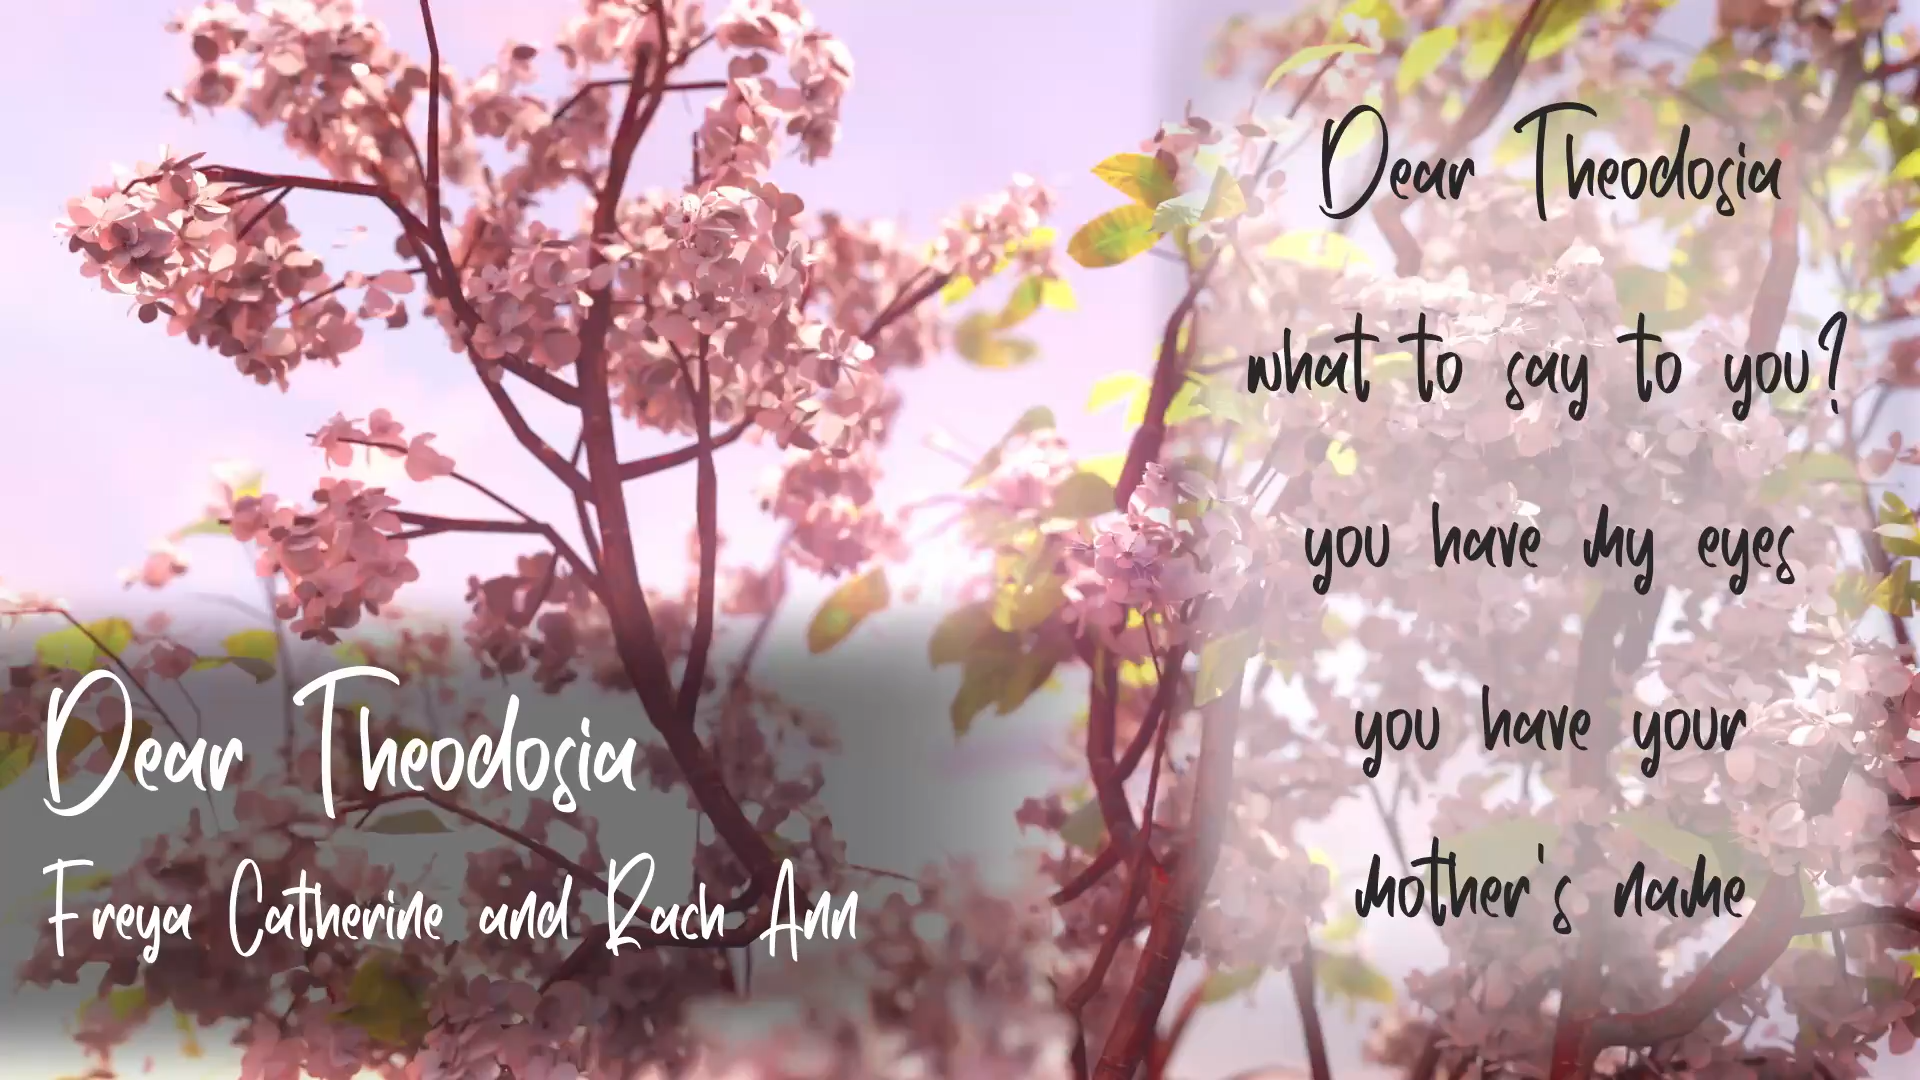 Dear Theodosia
Freya Catherine and Rach Ann
Dear Theodosia
what to say to you?
you have my eyes
you have your
mother's name